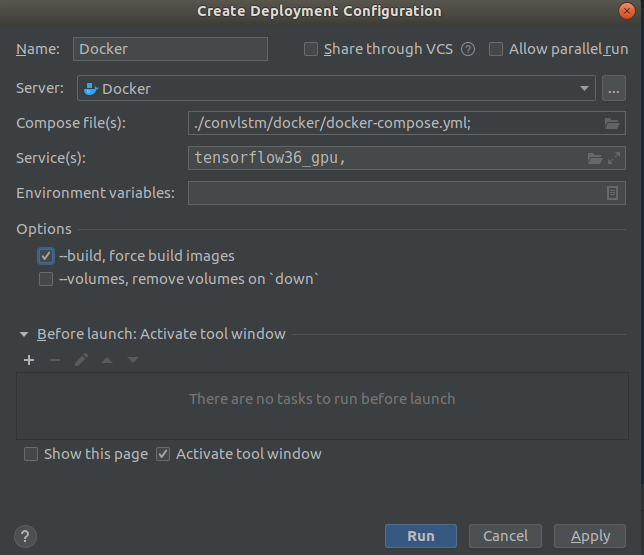 Create Deployment Configuration
Name: Docker Share through VCS ? Allow parallel run
Server: Docker ...
Compose file(s): ./convlstm/docker/docker-compose.yml;
Service(s): tensorflow36_gpu,
Environment variables:
Options
--build, force build images
--volumes, remove volumes on `down`
Before launch: Activate tool window
There are no tasks to run before launch
Show this page Activate tool window
? Run Cancel Apply